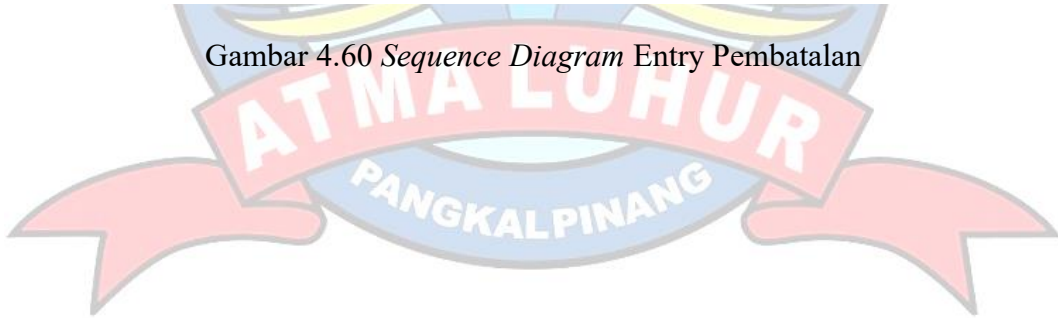 Gambar 4.60 Sequence Diagram Entry Pembatalan
ATMA LUHUR
PANGKALPINANG